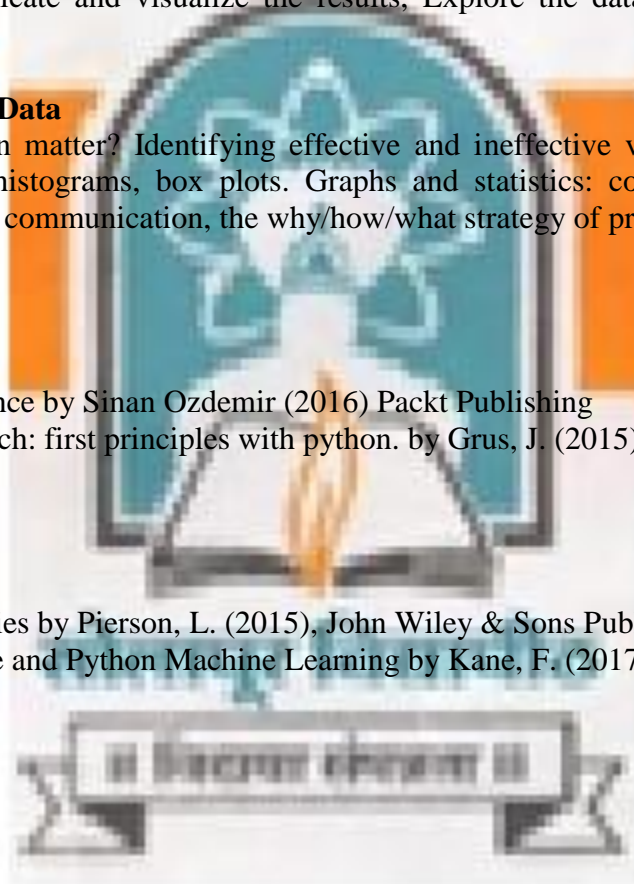 icate and visualize the results, Explore the data
Data
n matter? Identifying effective and ineffective v
histograms, box plots. Graphs and statistics: co
communication, the why/how/what strategy of pr
nce by Sinan Ozdemir (2016) Packt Publishing
ch: first principles with python. by Grus, J. (2015)
ies by Pierson, L. (2015), John Wiley & Sons Pub
e and Python Machine Learning by Kane, F. (2017